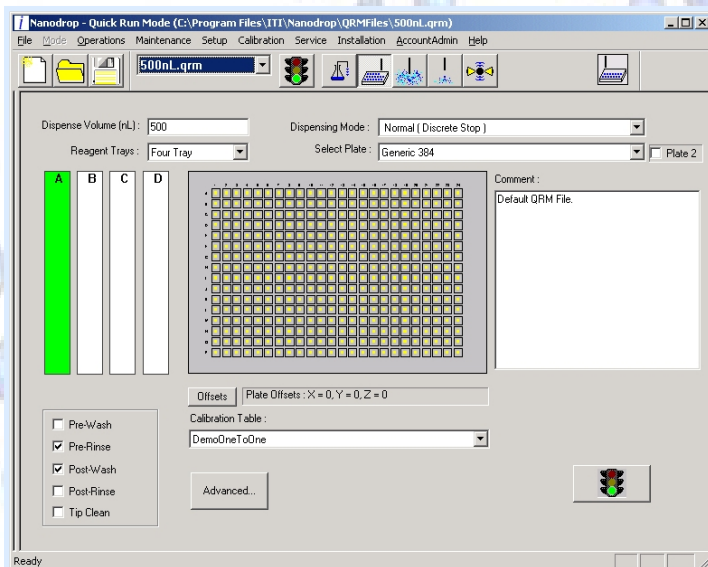 Nanodrop - Quick Run Mode (C:\Program Files\ITI\Nanodrop\QRMFiles\500nL.qrm)
File Mode Operations Maintenance Setup Calibration Service Installation AccountAdmin Help
500nL.qrm
Dispense Volume (nL) : 500 Dispensing Mode : Normal ( Discrete Stop )
Reagent Trays : Four Tray Select Plate : Generic 384 Plate 2
A B C D Comment :
Default QRM File.
Offsets Plate Offsets : X = 0, Y = 0, Z = 0
Calibration Table :
DemoOneToOne
Pre-Wash
Pre-Rinse
Post-Wash
Post-Rinse
Tip Clean
Advanced...
Ready